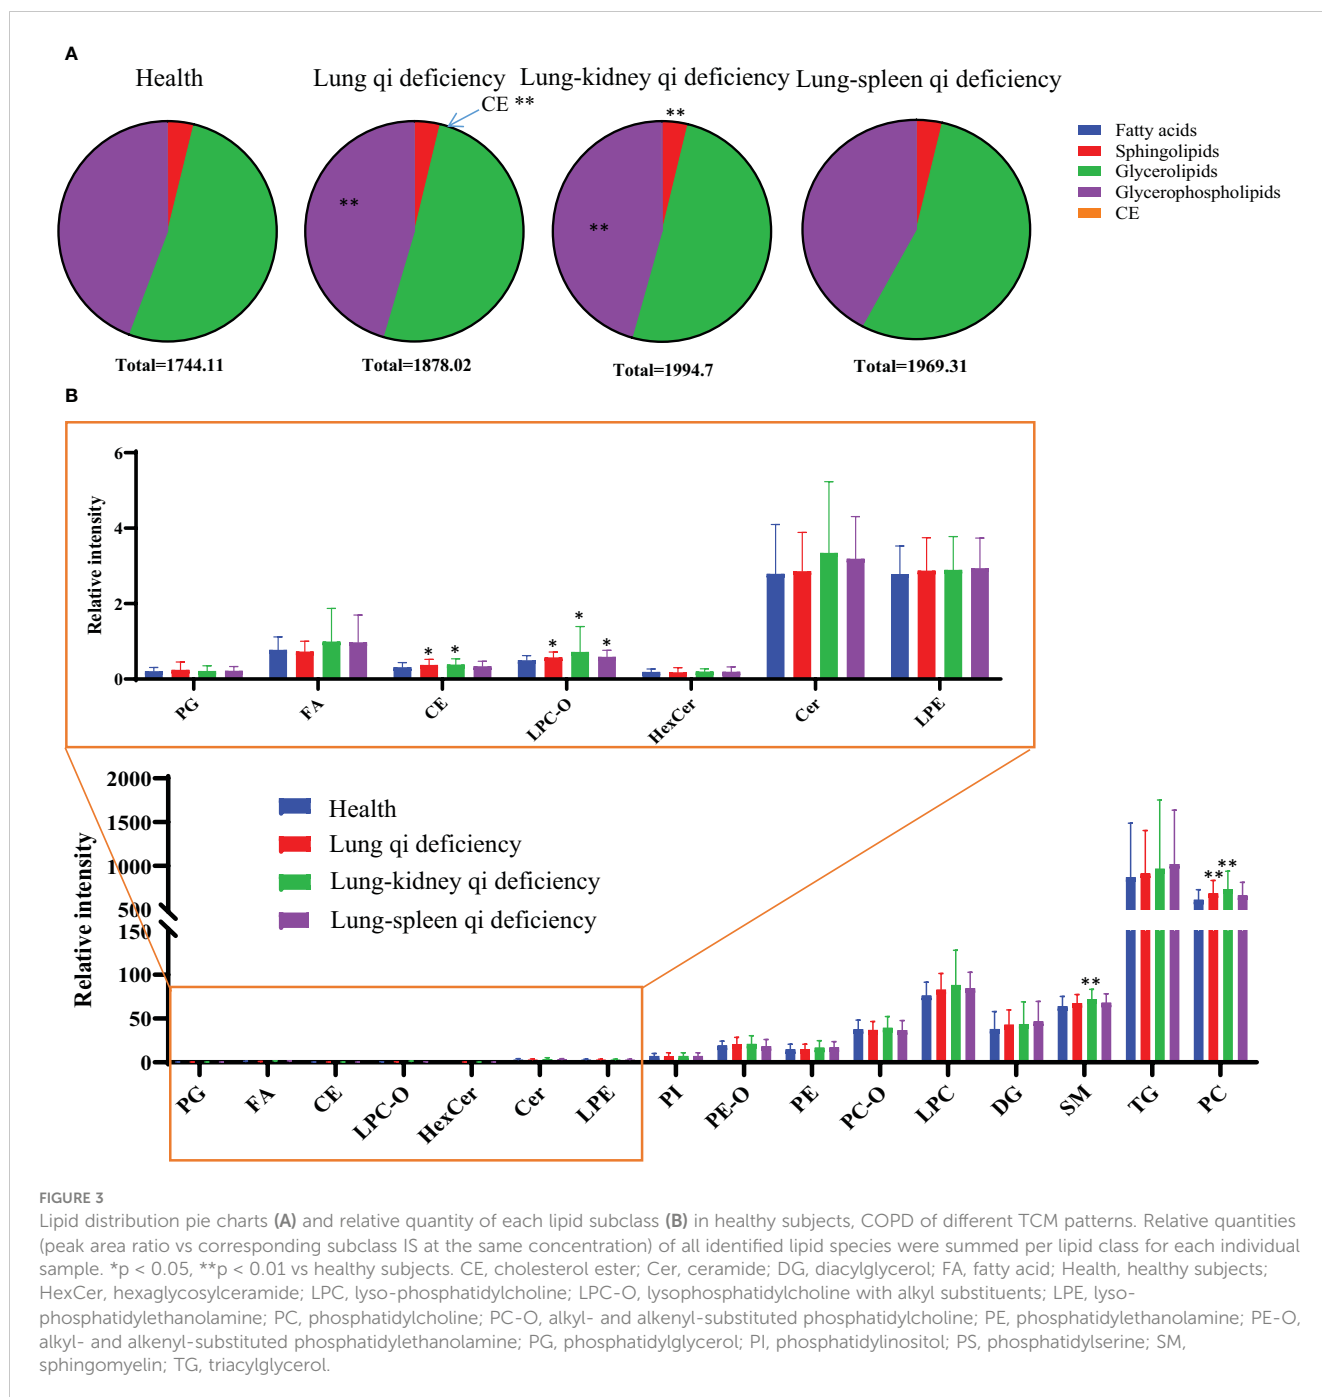 A
Health
Lung qi deficiency
Lung-kidney qi deficiency
Lung-spleen qi deficiency
CE **
**
**
**
Fatty acids
Sphingolipids
Glycerolipids
Glycerophospholipids
CE
Total=1744.11
Total=1878.02
Total=1994.7
Total=1969.31
B
Relative intensity
6
4
2
0
*
*
*
*
*
PG
FA
CE
LPC-O
HexCer
Cer
LPE
Relative intensity
2000
1500
1000
500
150
100
50
0
Health
Lung qi deficiency
Lung-kidney qi deficiency
Lung-spleen qi deficiency
**
**
**
PG
FA
CE
LPC-O
HexCer
Cer
LPE
PI
PE-O
PE
PC-O
LPC
DG
SM
TG
PC
FIGURE 3
Lipid distribution pie charts (A) and relative quantity of each lipid subclass (B) in healthy subjects, COPD of different TCM patterns. Relative quantities
(peak area ratio vs corresponding subclass IS at the same concentration) of all identified lipid species were summed per lipid class for each individual
sample. *p < 0.05, **p < 0.01 vs healthy subjects. CE, cholesterol ester; Cer, ceramide; DG, diacylglycerol; FA, fatty acid; Health, healthy subjects;
HexCer, hexaglycosylceramide; LPC, lyso-phosphatidylcholine; LPC-O, lysophosphatidylcholine with alkyl substituents; LPE, lyso-
phosphatidylethanolamine; PC, phosphatidylcholine; PC-O, alkyl- and alkenyl-substituted phosphatidylcholine; PE, phosphatidylethanolamine; PE-O,
alkyl- and alkenyl-substituted phosphatidylethanolamine; PG, phosphatidylglycerol; PI, phosphatidylinositol; PS, phosphatidylserine; SM,
sphingomyelin; TG, triacylglycerol.